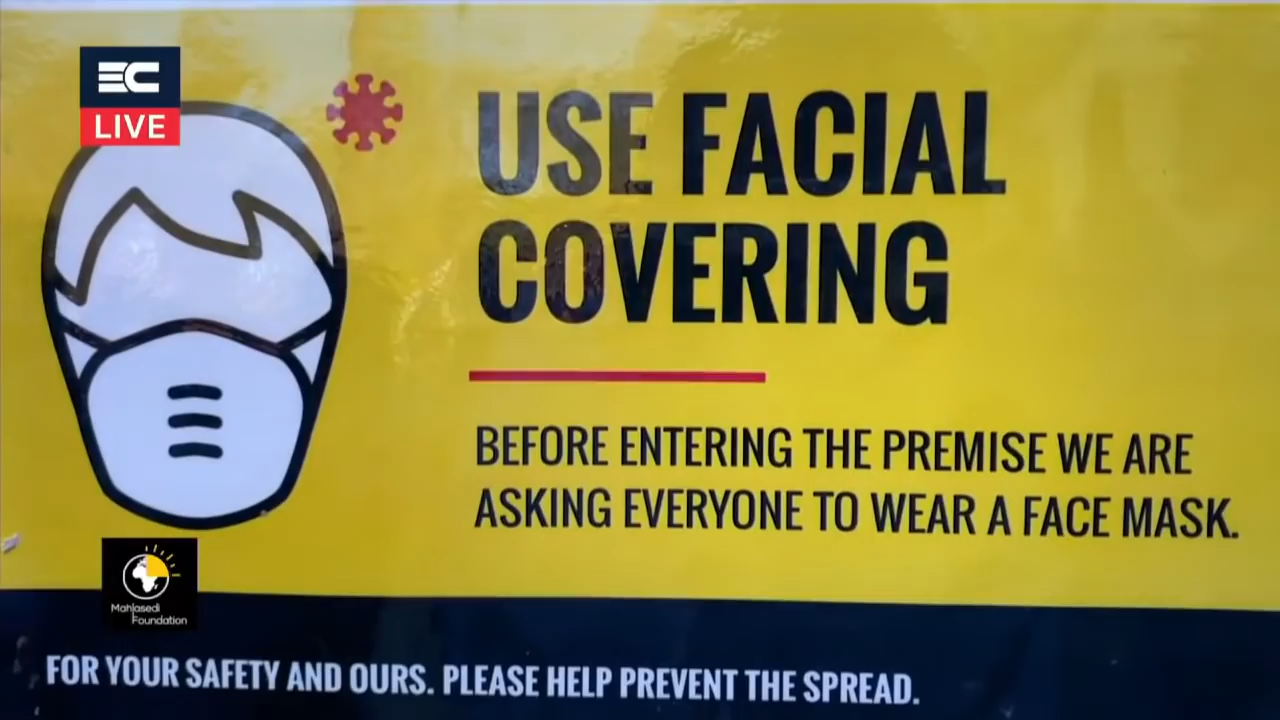 EC
LIVE
USE FACIAL
COVERING
BEFORE ENTERING THE PREMISE WE ARE
ASKING EVERYONE TO WEAR A FACE MASK.
Mahlasedi
Foundation
FOR YOUR SAFETY AND OURS. PLEASE HELP PREVENT THE SPREAD.